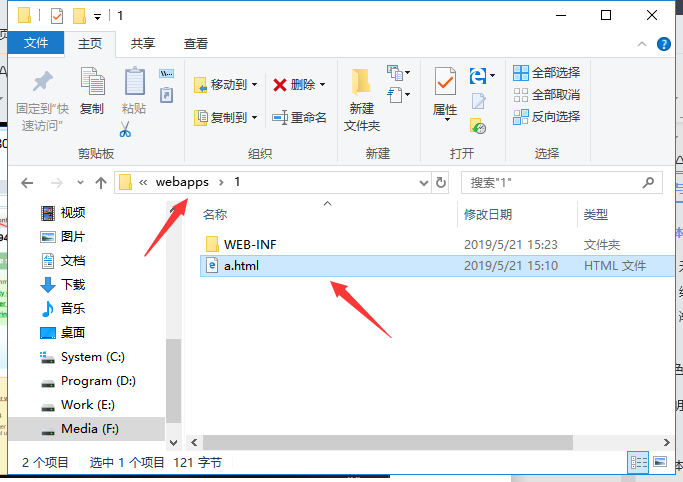 1
文件 主页 共享 查看
固定到"快速访问"
复制
粘贴
移动到
复制到
删除
重命名
新建
文件夹
属性
全部选择
全部取消
反向选择
剪贴板 组织 新建 打开 选择
« webapps › 1
搜索"1"
名称 修改日期 类型
视频
图片
文档
下载
音乐
桌面
System (C:)
Program (D:)
Work (E:)
Media (F:)
WEB-INF 2019/5/21 15:23 文件夹
a.html 2019/5/21 15:10 HTML 文件
2 个项目 选中 1 个项目 121 字节